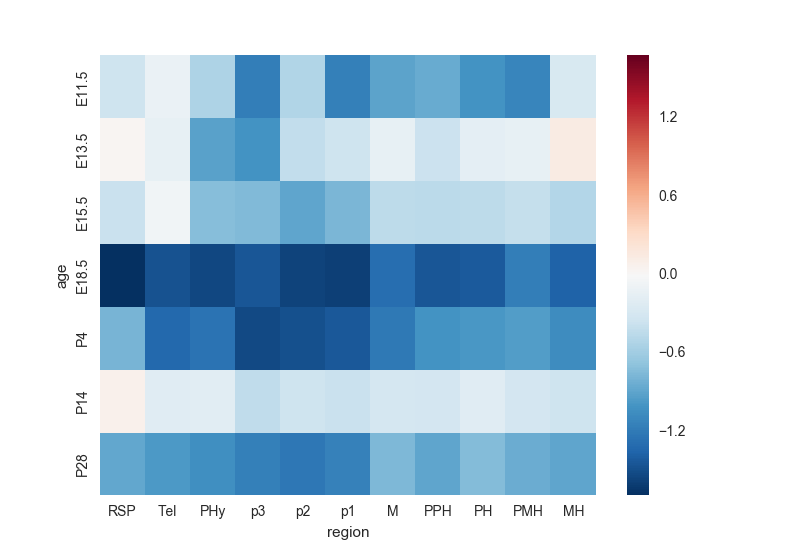 E11.5
E13.5
E15.5
E18.5
P4
P14
P28
age
RSP Tel PHy p3 p2 p1 M PPH PH PMH MH
region
1.2
0.6
0.0
−0.6
−1.2